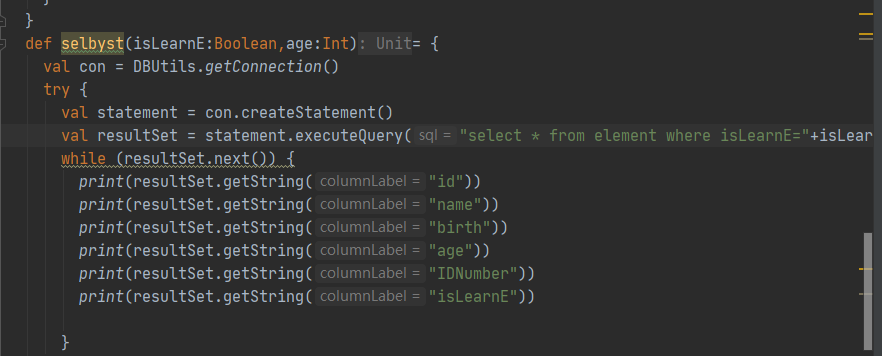 }
}
def selbyst(isLearnE:Boolean,age:Int): Unit= {
val con = DBUtils.getConnection()
try {
val statement = con.createStatement()
val resultSet = statement.executeQuery( sql = "select * from element where isLearnE="+isLear
while (resultSet.next()) {
print(resultSet.getString( columnLabel = "id"))
print(resultSet.getString( columnLabel = "name"))
print(resultSet.getString( columnLabel = "birth"))
print(resultSet.getString( columnLabel = "age"))
print(resultSet.getString( columnLabel = "IDNumber"))
print(resultSet.getString( columnLabel = "isLearnE"))
}